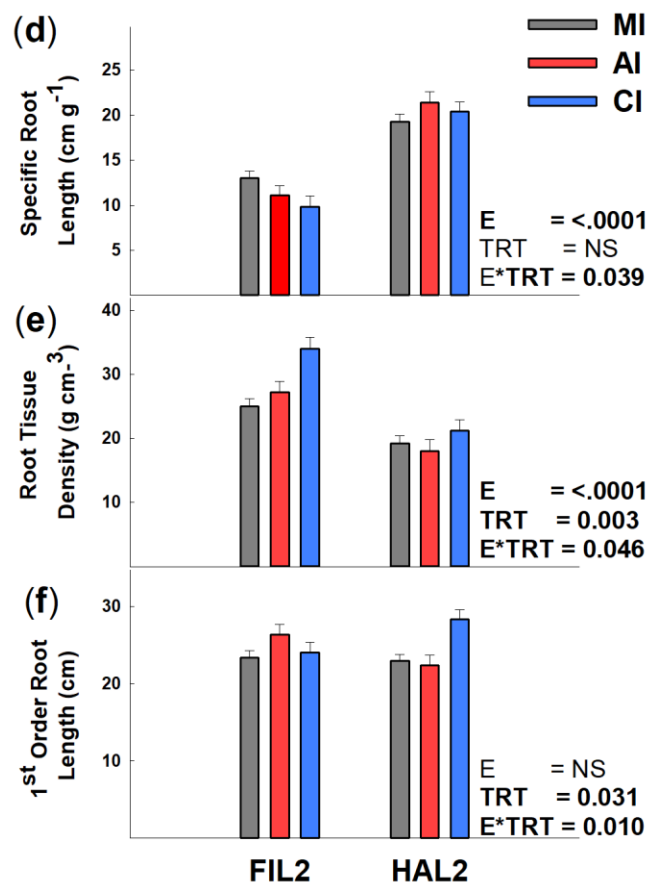 (d)
MI
AI
CI
Specific Root
Length (cm g-1)
25
20
15
10
5
E = <.0001
TRT = NS
E*TRT = 0.039
(e)
Root Tissue
Density (g cm-3)
40
30
20
10
E = <.0001
TRT = 0.003
E*TRT = 0.046
(f)
1st Order Root
Length (cm)
30
20
10
E = NS
TRT = 0.031
E*TRT = 0.010
FIL2 HAL2